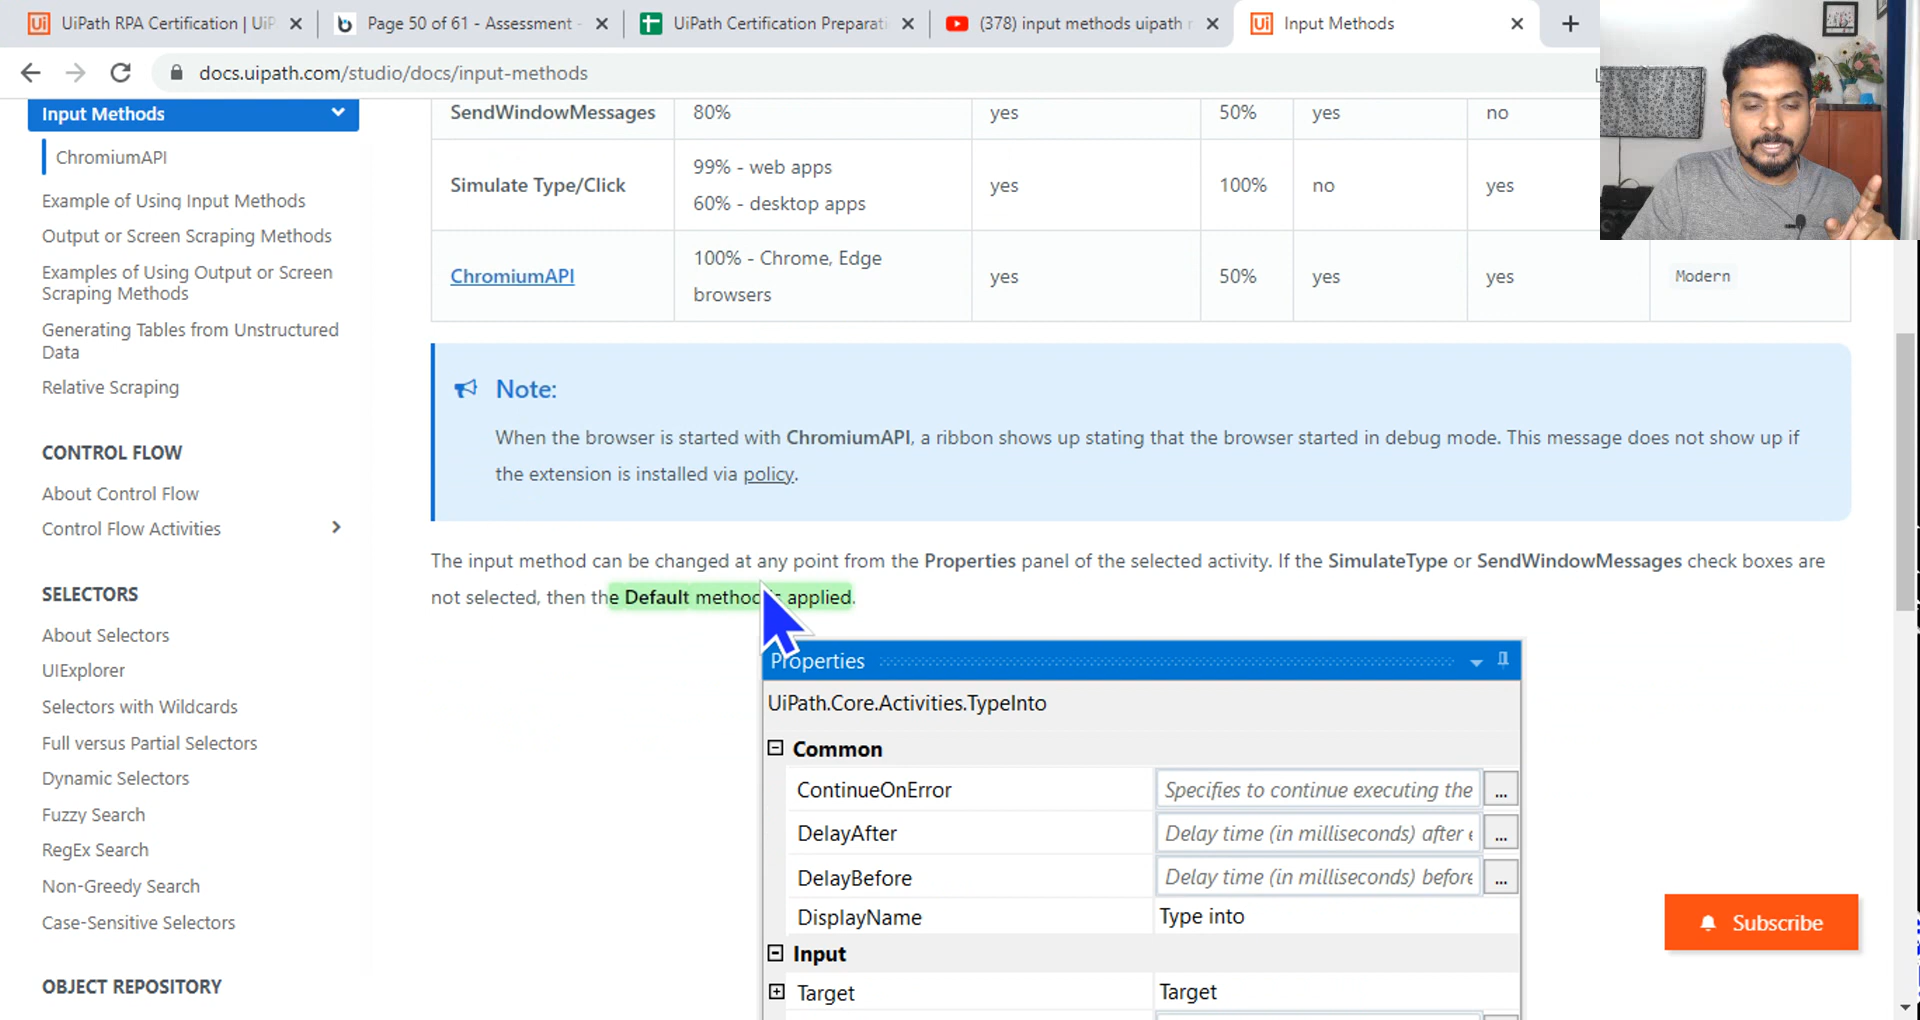 UiPath RPA Certification | UiP
Page 50 of 61 - Assessment -
UiPath Certification Preparati
(378) input methods uipath r
Input Methods
docs.uipath.com/studio/docs/input-methods
Input Methods
ChromiumAPI
Example of Using Input Methods
Output or Screen Scraping Methods
Examples of Using Output or Screen
Scraping Methods
Generating Tables from Unstructured
Data
Relative Scraping
CONTROL FLOW
About Control Flow
Control Flow Activities
SELECTORS
About Selectors
UIExplorer
Selectors with Wildcards
Full versus Partial Selectors
Dynamic Selectors
Fuzzy Search
RegEx Search
Non-Greedy Search
Case-Sensitive Selectors
OBJECT REPOSITORY
SendWindowMessages 80% yes 50% yes no
Simulate Type/Click 99% - web apps
60% - desktop apps yes 100% no yes
ChromiumAPI 100% - Chrome, Edge
browsers yes 50% yes yes Modern
Note:
When the browser is started with ChromiumAPI, a ribbon shows up stating that the browser started in debug mode. This message does not show up if
the extension is installed via policy.
The input method can be changed at any point from the Properties panel of the selected activity. If the SimulateType or SendWindowMessages check boxes are
not selected, then the Default method is applied.
Properties
UiPath.Core.Activities.TypeInto
Common
ContinueOnError Specifies to continue executing the ...
DelayAfter Delay time (in milliseconds) after e ...
DelayBefore Delay time (in milliseconds) before ...
DisplayName Type into
Input
Target Target
Subscribe